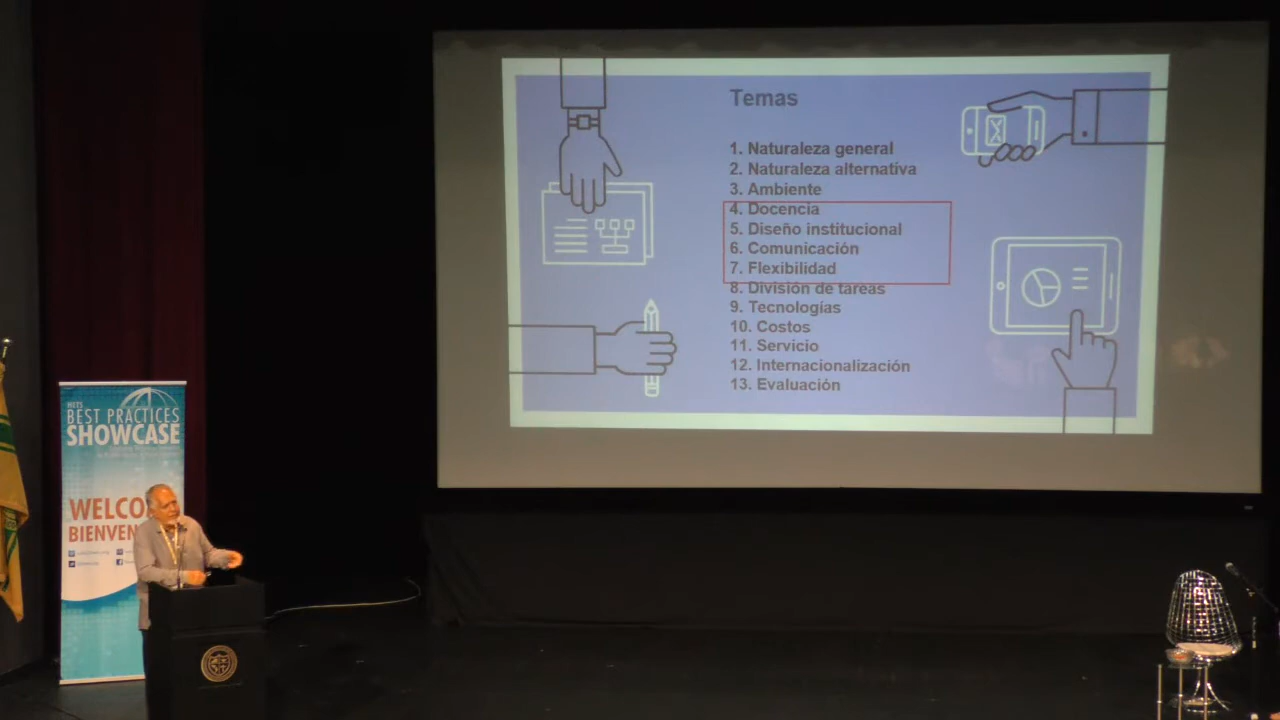 Temas
1. Naturaleza general
2. Naturaleza alternativa
3. Ambiente
4. Docencia
5. Diseño institucional
6. Comunicación
7. Flexibilidad
8. División de tareas
9. Tecnologías
10. Costos
11. Servicio
12. Internacionalización
13. Evaluación
HETS
BEST PRACTICES
SHOWCASE
WELCO
BIENVEN